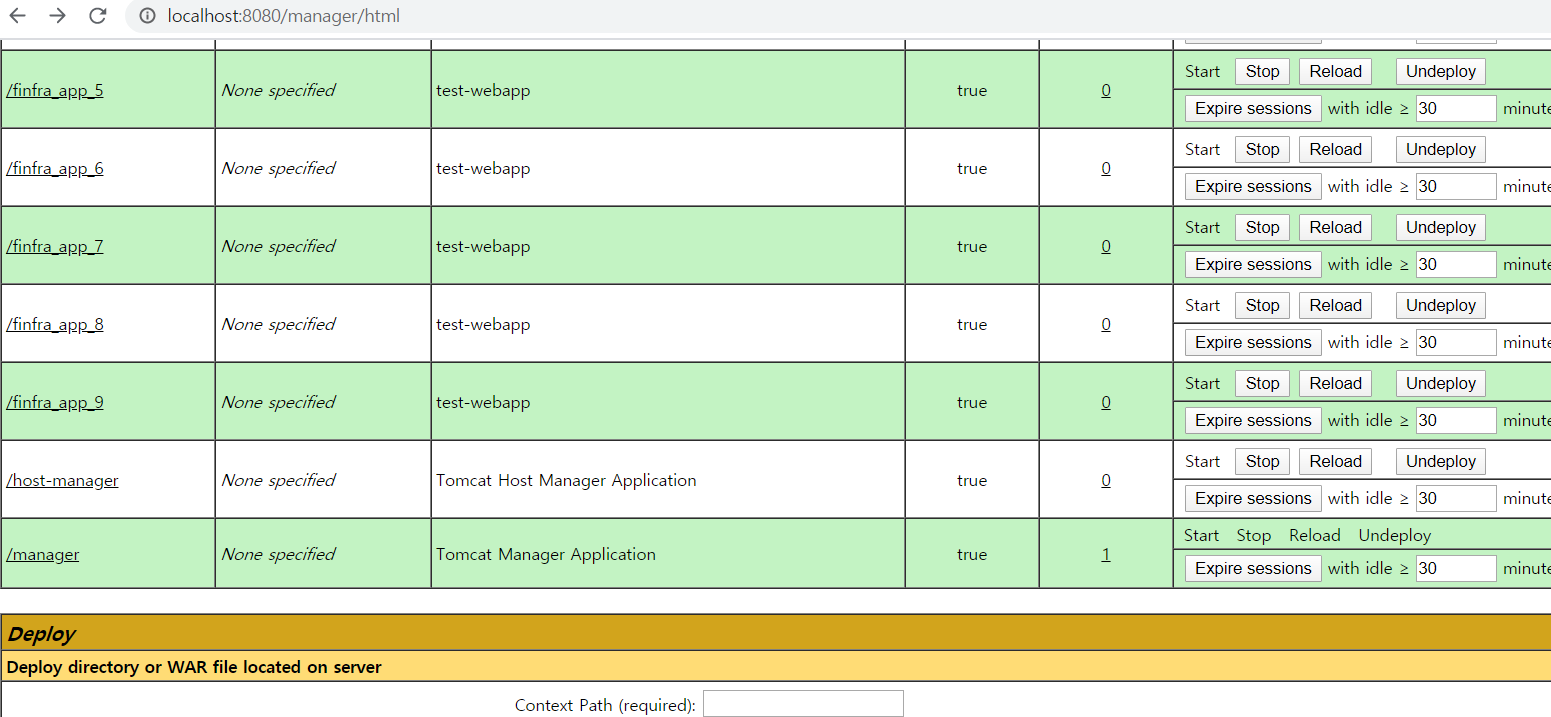 localhost:8080/manager/html
/finfra_app_5 None specified test-webapp true 0 Start Stop Reload Undeploy
Expire sessions with idle ≥ 30 minute
/finfra_app_6 None specified test-webapp true 0 Start Stop Reload Undeploy
Expire sessions with idle ≥ 30 minute
/finfra_app_7 None specified test-webapp true 0 Start Stop Reload Undeploy
Expire sessions with idle ≥ 30 minute
/finfra_app_8 None specified test-webapp true 0 Start Stop Reload Undeploy
Expire sessions with idle ≥ 30 minute
/finfra_app_9 None specified test-webapp true 0 Start Stop Reload Undeploy
Expire sessions with idle ≥ 30 minute
/host-manager None specified Tomcat Host Manager Application true 0 Start Stop Reload Undeploy
Expire sessions with idle ≥ 30 minute
/manager None specified Tomcat Manager Application true 1 Start Stop Reload Undeploy
Expire sessions with idle ≥ 30 minute
Deploy
Deploy directory or WAR file located on server
Context Path (required):